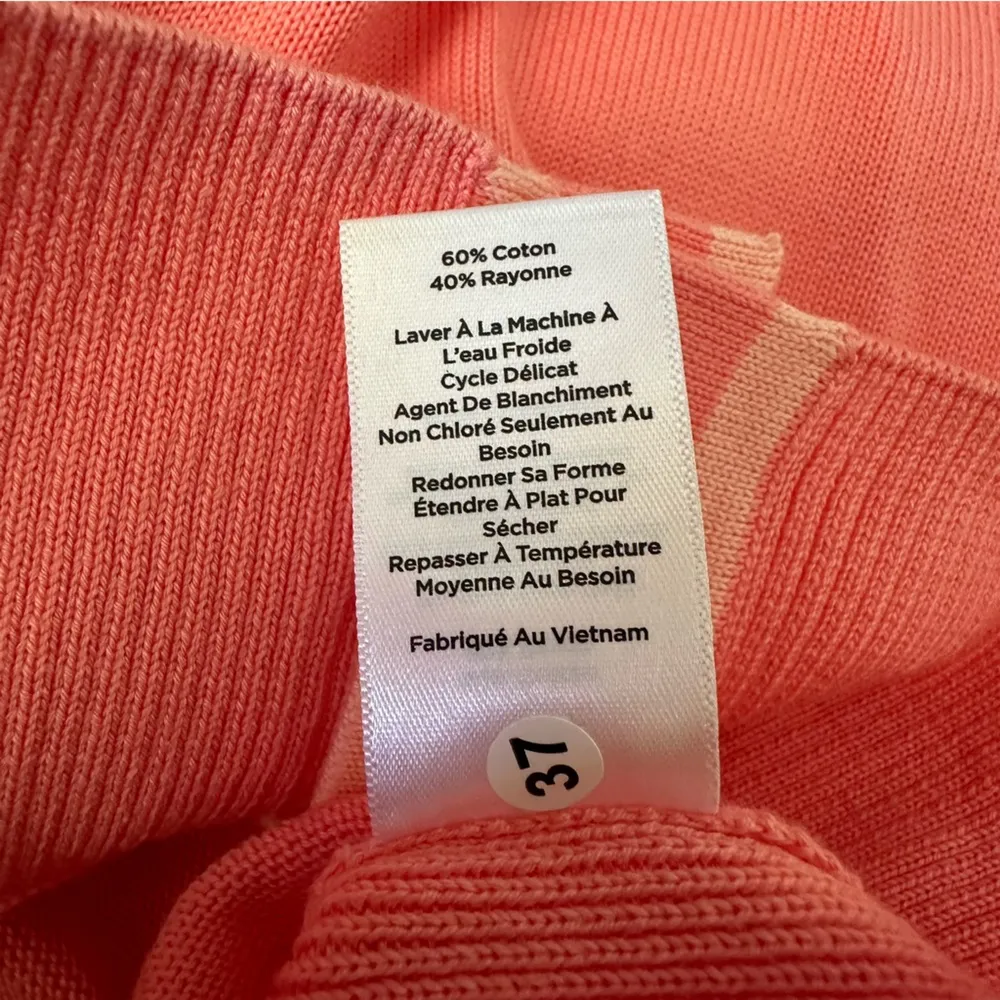 60% Coton
40% Rayonne
Laver À La Machine À
L'eau Froide
Cycle Délicat
Agent De Blanchiment
Non Chloré Seulement Au
Besoin
Redonner Sa Forme
Étendre À Plat Pour
Sécher
Repasser À Température
Moyenne Au Besoin
Fabriqué Au Vietnam
37